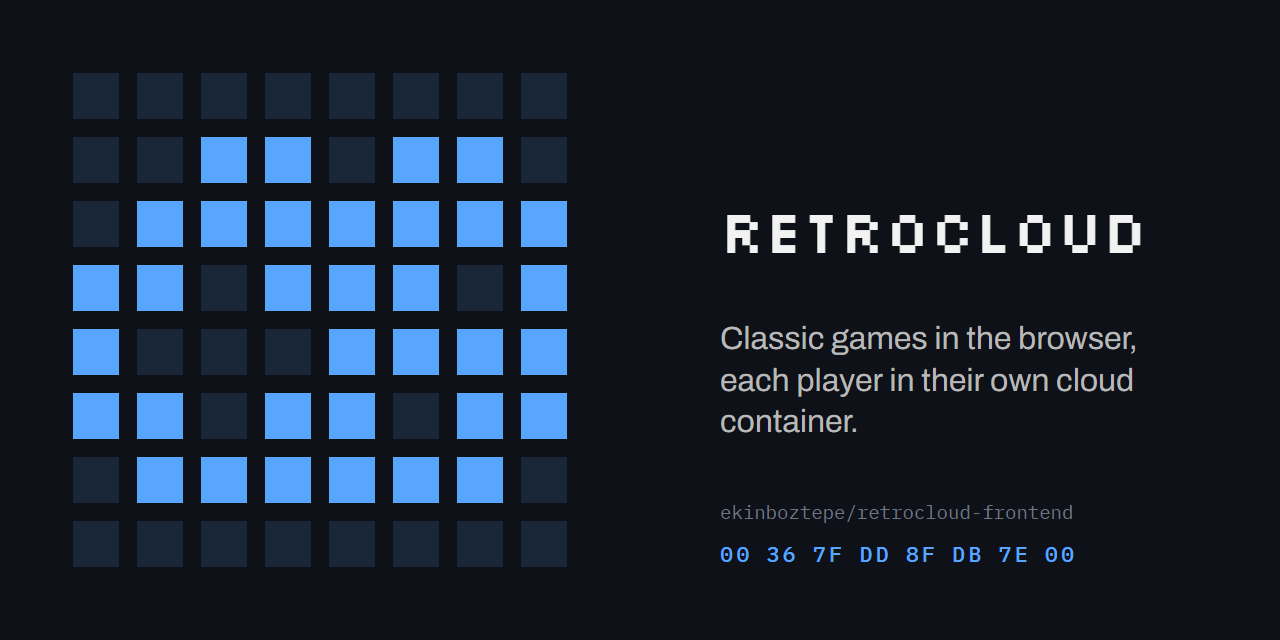 RETROCLOUD
Classic games in the browser,
each player in their own cloud
container.
ekinboztepe/retrocloud-frontend
00 36 7F DD 8F DB 7E 00